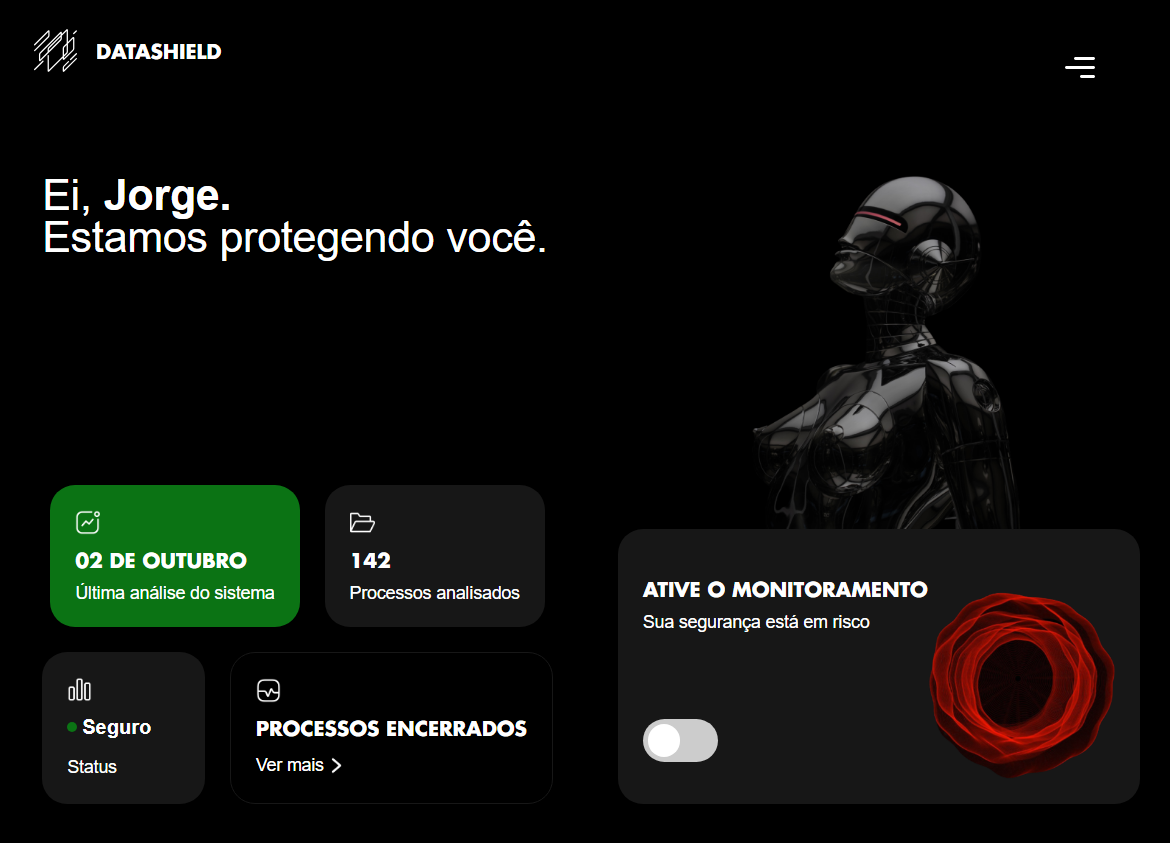 DATASHIELD
Ei, Jorge.
Estamos protegendo você.
02 DE OUTUBRO
Última análise do sistema
142
Processos analisados
Seguro
Status
PROCESSOS ENCERRADOS
Ver mais
ATIVE O MONITORAMENTO
Sua segurança está em risco